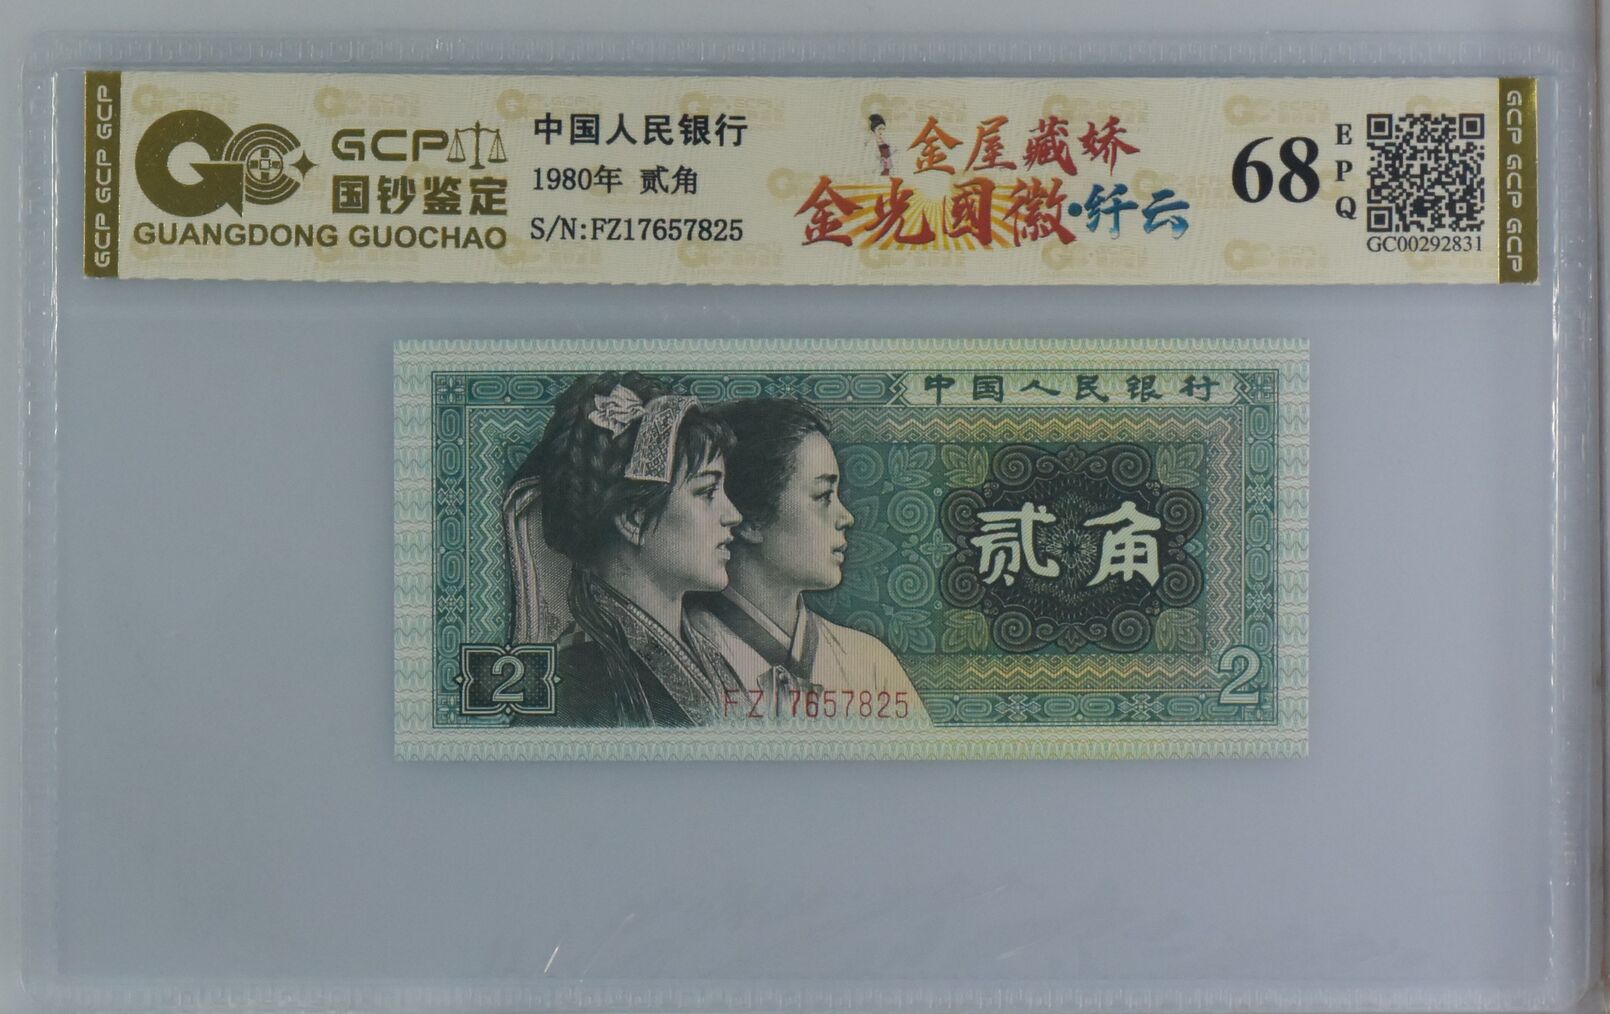 GCP GCP GCP
GCP
国钞鉴定
GUANGDONG GUOCHAO
中国人民银行
1980年 贰角
S/N:FZ17657825
金屋藏娇
金光國徽·纤云
68
EPQ
GC00292831
GCP GCP GCP
中国人民银行
贰角
2
2
FZ17657825